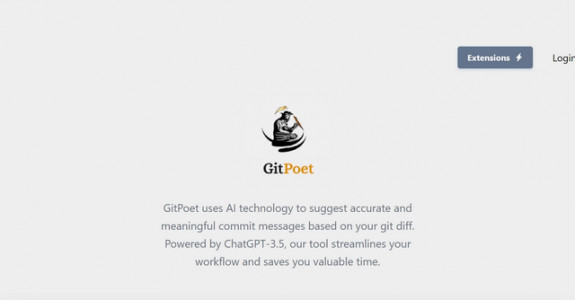 Extensions
Login
GitPoet
GitPoet uses AI technology to suggest accurate and
meaningful commit messages based on your git diff.
Powered by ChatGPT-3.5, our tool streamlines your
workflow and saves you valuable time.